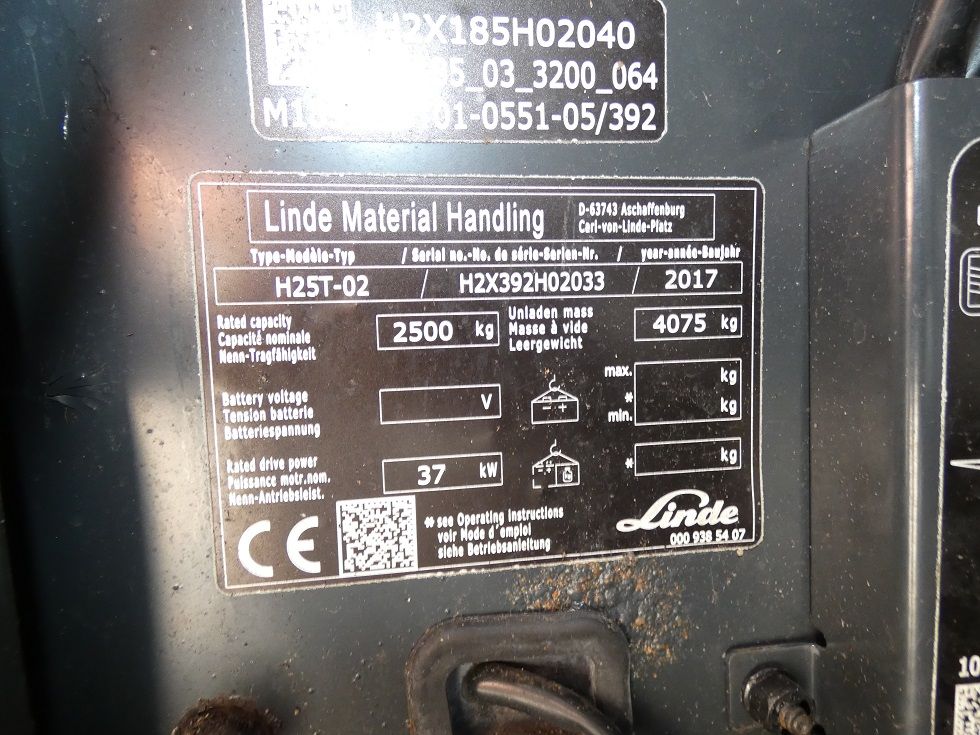 H2X185H02040
_03_3200_064
01-0551-05/392
Linde Material Handling
D-63743 Aschaffenburg
Carl-von-Linde-Platz
Type-Modèle-Typ / Serial no.-No. de série-Serien-Nr. / year-année-Baujahr
H25T-02 / H2X392H02033 / 2017
Rated capacity
Capacité nominale
Nenn-Tragfähigkeit
2500 kg
Unladen mass
Masse à vide
Leergewicht
4075 kg
Battery voltage
Tension batterie
Batteriespannung
V
max. kg
*
min. kg
Rated drive power
Puissance motr.nom.
Nenn-Antriebsleist.
37 kW
* kg
CE
* see Operating instructions
voir Mode d'emploi
siehe Betriebsanleitung
Linde
000 938 54 07
10